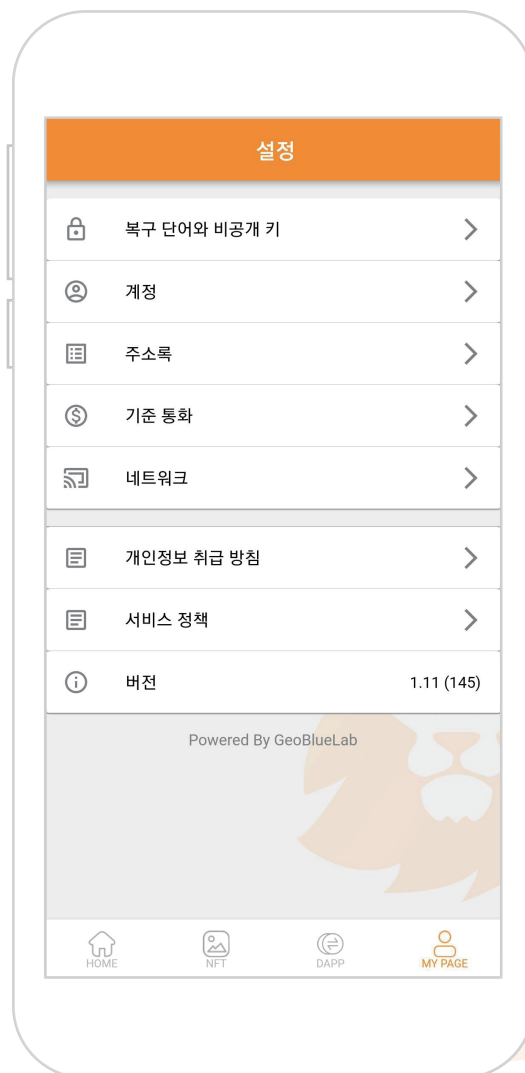 설정
복구 단어와 비공개 키
계정
주소록
기준 통화
네트워크
개인정보 취급 방침
서비스 정책
버전 1.11 (145)
Powered By GeoBlueLab
HOME NFT DAPP MY PAGE